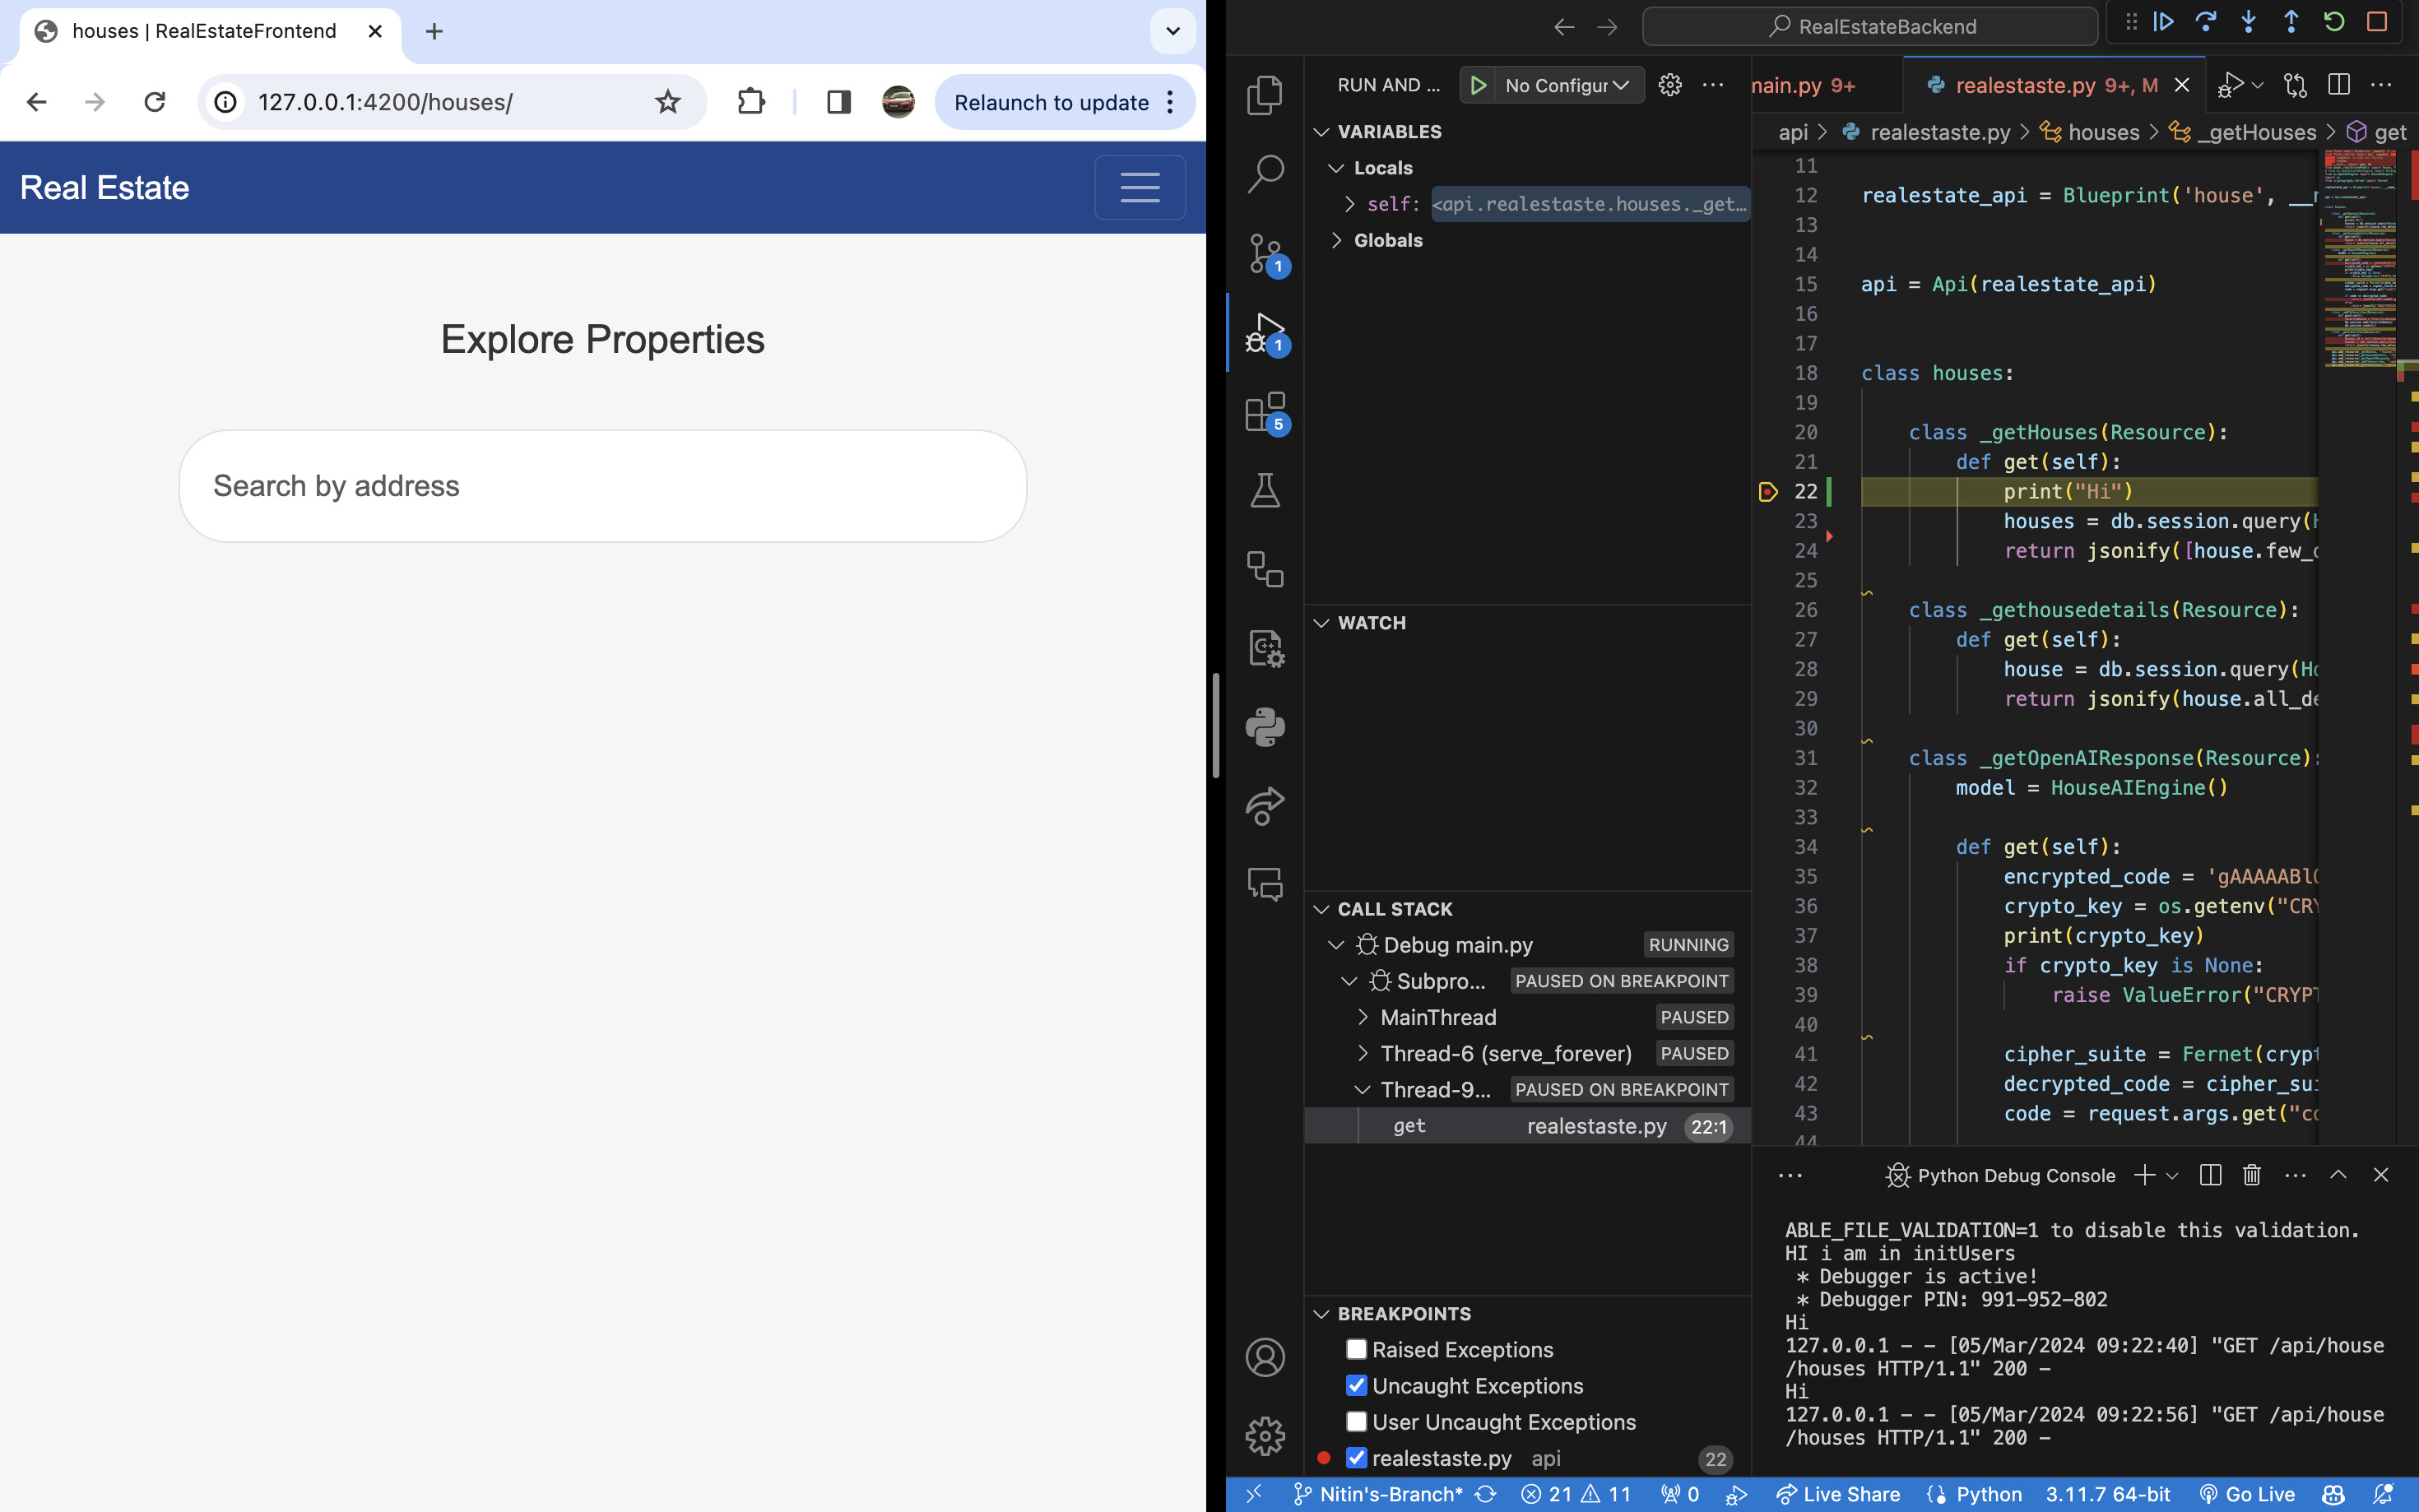 houses | RealEstateFrontend
127.0.0.1:4200/houses/
Relaunch to update
Real Estate
Explore Properties
Search by address
RealEstateBackend
RUN AND ...
No Configur
main.py 9+
realestaste.py 9+, M
VARIABLES
Locals
self: <api.realestaste.houses._get...
Globals
1
1
5
WATCH
CALL STACK
Debug main.py RUNNING
Subpro... PAUSED ON BREAKPOINT
MainThread PAUSED
Thread-6 (serve_forever) PAUSED
Thread-9... PAUSED ON BREAKPOINT
get realestaste.py 22:1
BREAKPOINTS
Raised Exceptions
Uncaught Exceptions
User Uncaught Exceptions
realestaste.py api 22
api > realestaste.py > houses > _getHouses > get
11
12 realestate_api = Blueprint('house', __n
13
14
15 api = Api(realestate_api)
16
17
18 class houses:
19
20 class _getHouses(Resource):
21 def get(self):
22 print("Hi")
23 houses = db.session.query(H
24 return jsonify([house.few_d
25
26 class _gethousedetails(Resource):
27 def get(self):
28 house = db.session.query(Ho
29 return jsonify(house.all_de
30
31 class _getOpenAIResponse(Resource):
32 model = HouseAIEngine()
33
34 def get(self):
35 encrypted_code = 'gAAAAABl
36 crypto_key = os.getenv("CRY
37 print(crypto_key)
38 if crypto_key is None:
39 raise ValueError("CRYPT
40
41 cipher_suite = Fernet(crypt
42 decrypted_code = cipher_sui
43 code = request.args.get("co
44
Python Debug Console
ABLE_FILE_VALIDATION=1 to disable this validation.
HI i am in initUsers
* Debugger is active!
* Debugger PIN: 991-952-802
Hi
127.0.0.1 - - [05/Mar/2024 09:22:40] "GET /api/house
/houses HTTP/1.1" 200 -
Hi
127.0.0.1 - - [05/Mar/2024 09:22:56] "GET /api/house
/houses HTTP/1.1" 200 -
Nitin's-Branch* 21 11 0 Live Share Python 3.11.7 64-bit Go Live